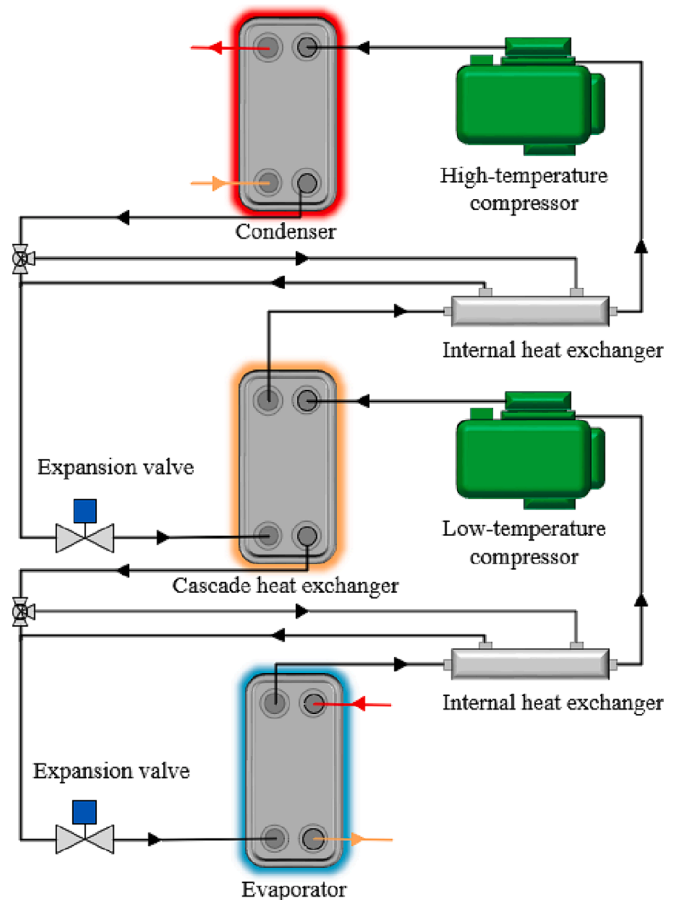 High-temperature
compressor
Condenser
Internal heat exchanger
Expansion valve
Low-temperature
compressor
Cascade heat exchanger
Internal heat exchanger
Expansion valve
Evaporator